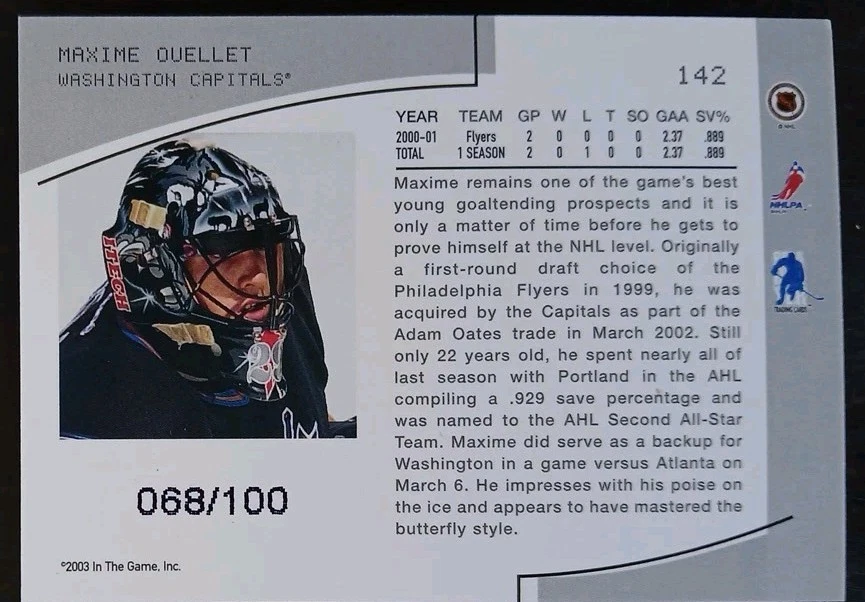 MAXIME OUELLET
WASHINGTON CAPITALS®
142
YEAR TEAM GP W L T SO GAA SV%
2000-01 Flyers 2 0 0 0 0 2.37 .889
TOTAL 1 SEASON 2 0 1 0 0 2.37 .889
Maxime remains one of the game's best
young goaltending prospects and it is
only a matter of time before he gets to
prove himself at the NHL level. Originally
a first-round draft choice of the
Philadelphia Flyers in 1999, he was
acquired by the Capitals as part of the
Adam Oates trade in March 2002. Still
only 22 years old, he spent nearly all of
last season with Portland in the AHL
compiling a .929 save percentage and
was named to the AHL Second All-Star
Team. Maxime did serve as a backup for
Washington in a game versus Atlanta on
March 6. He impresses with his poise on
the ice and appears to have mastered the
butterfly style.
© NHL
NHLPA
TRADING CARDS
ITECH
068/100
©2003 In The Game, Inc.